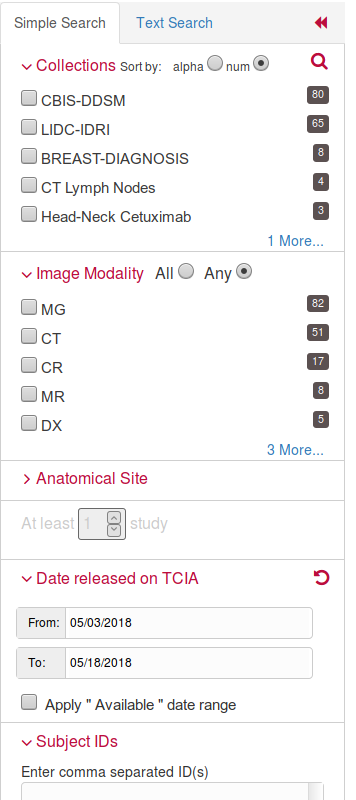 Simple Search Text Search
Collections Sort by: alpha num
CBIS-DDSM 80
LIDC-IDRI 65
BREAST-DIAGNOSIS 8
CT Lymph Nodes 4
Head-Neck Cetuximab 3
1 More...
Image Modality All Any
MG 82
CT 51
CR 17
MR 8
DX 5
3 More...
Anatomical Site
At least 1 study
Date released on TCIA
From: 05/03/2018
To: 05/18/2018
Apply " Available " date range
Subject IDs
Enter comma separated ID(s)